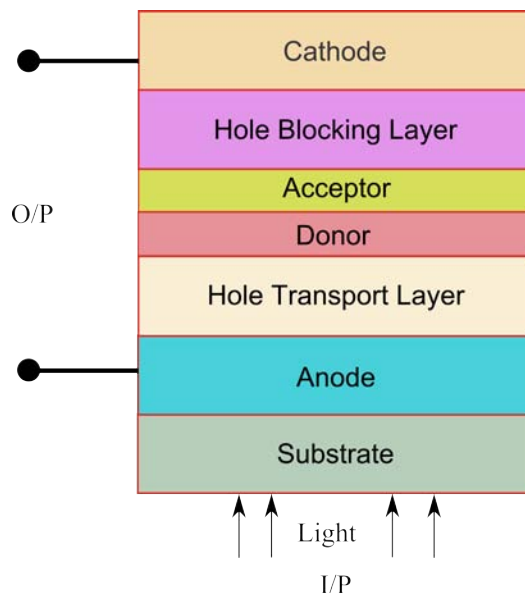 Cathode
Hole Blocking Layer
Acceptor
O/P
Donor
Hole Transport Layer
Anode
Substrate
Light
I/P